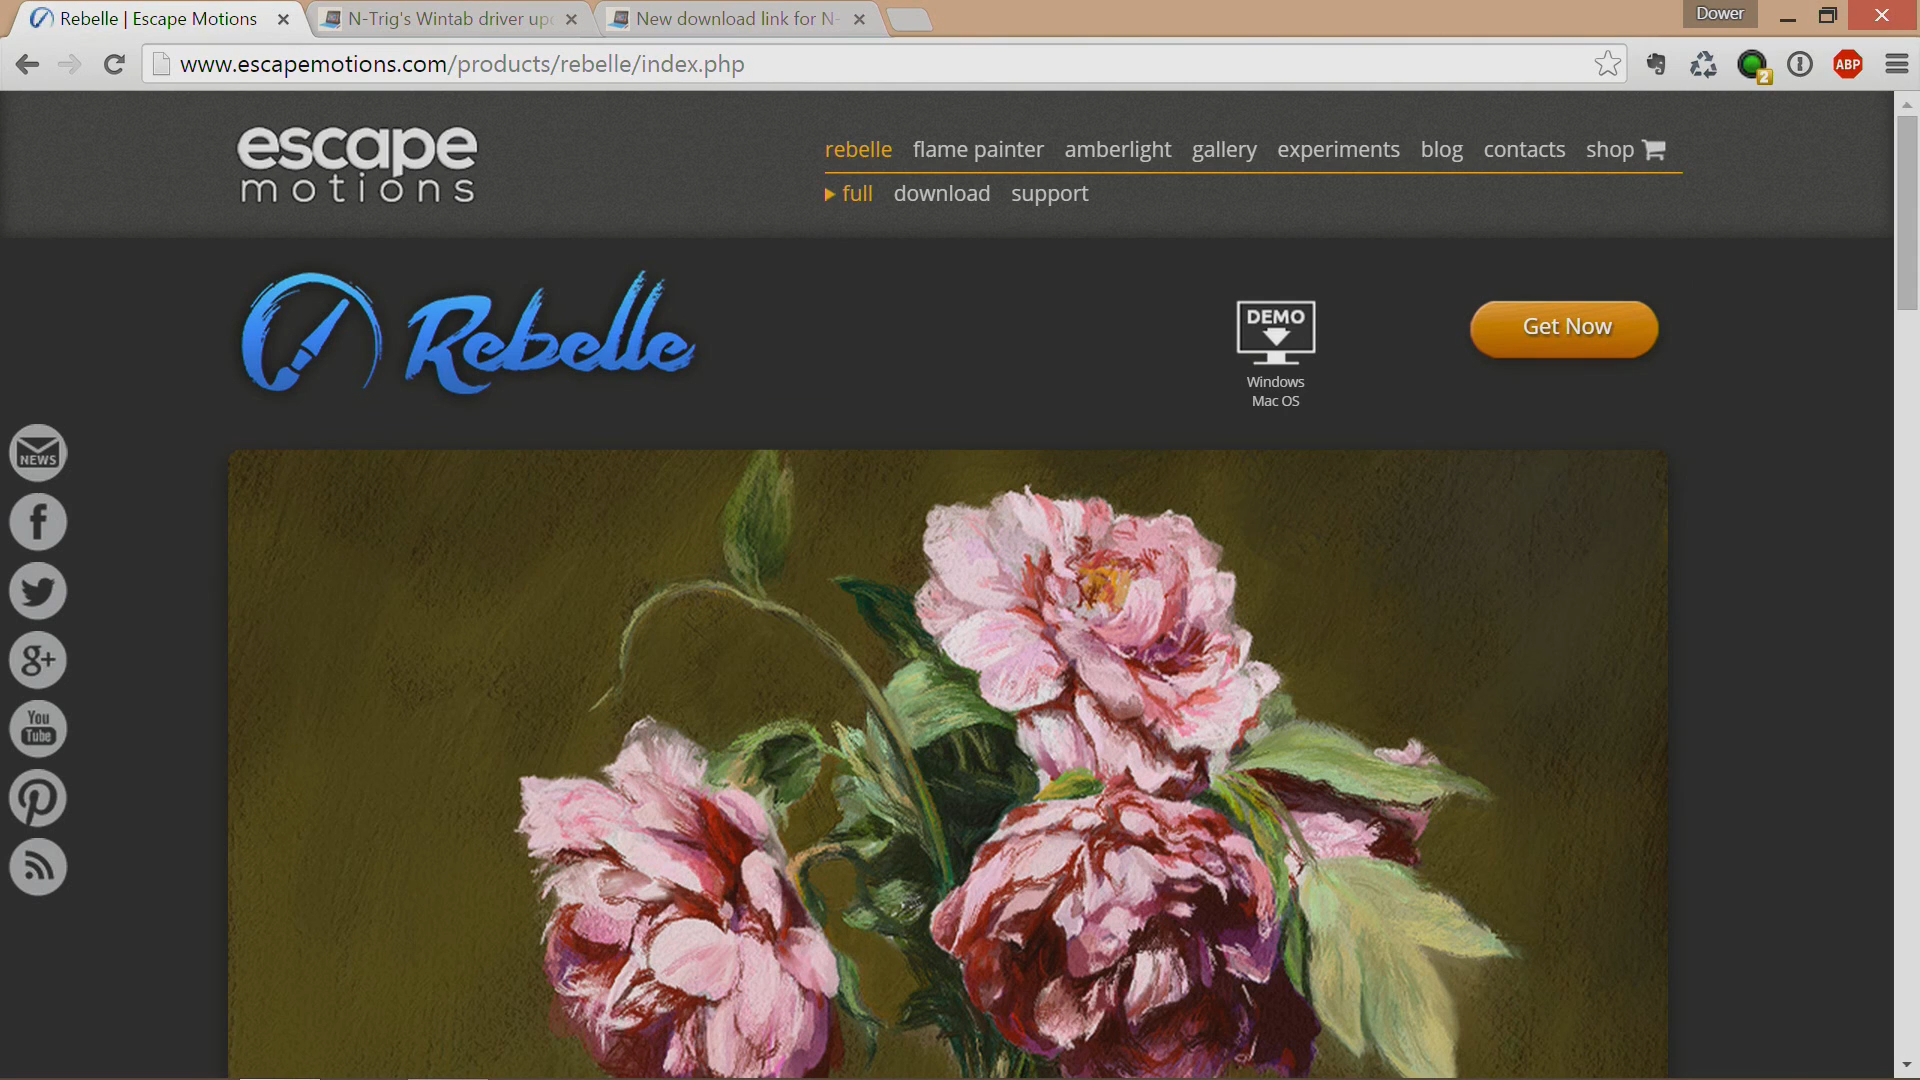 Rebelle | Escape Motions
N-Trig's Wintab driver upd
New download link for N-
Dower
www.escapemotions.com/products/rebelle/index.php
2
ABP
escape
motions
rebelle flame painter amberlight gallery experiments blog contacts shop
full download support
Rebelle
DEMO
Windows
Mac OS
Get Now
NEWS
f
g+
You
Tube